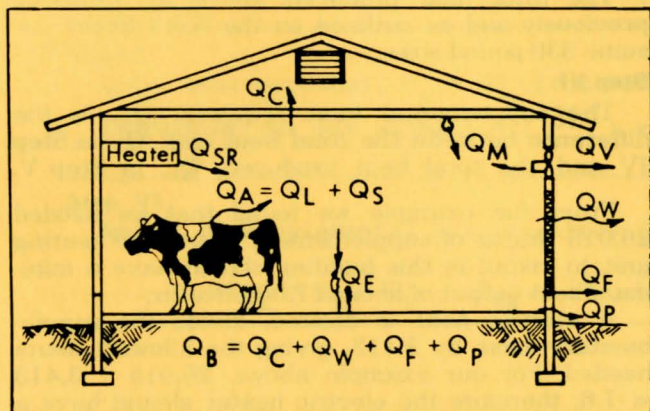 Q_C
Heater Q_SR
Q_M
Q_V
Q_A = Q_L + Q_S
Q_W
Q_E
Q_F
Q_P
Q_B = Q_C + Q_W + Q_F + Q_P